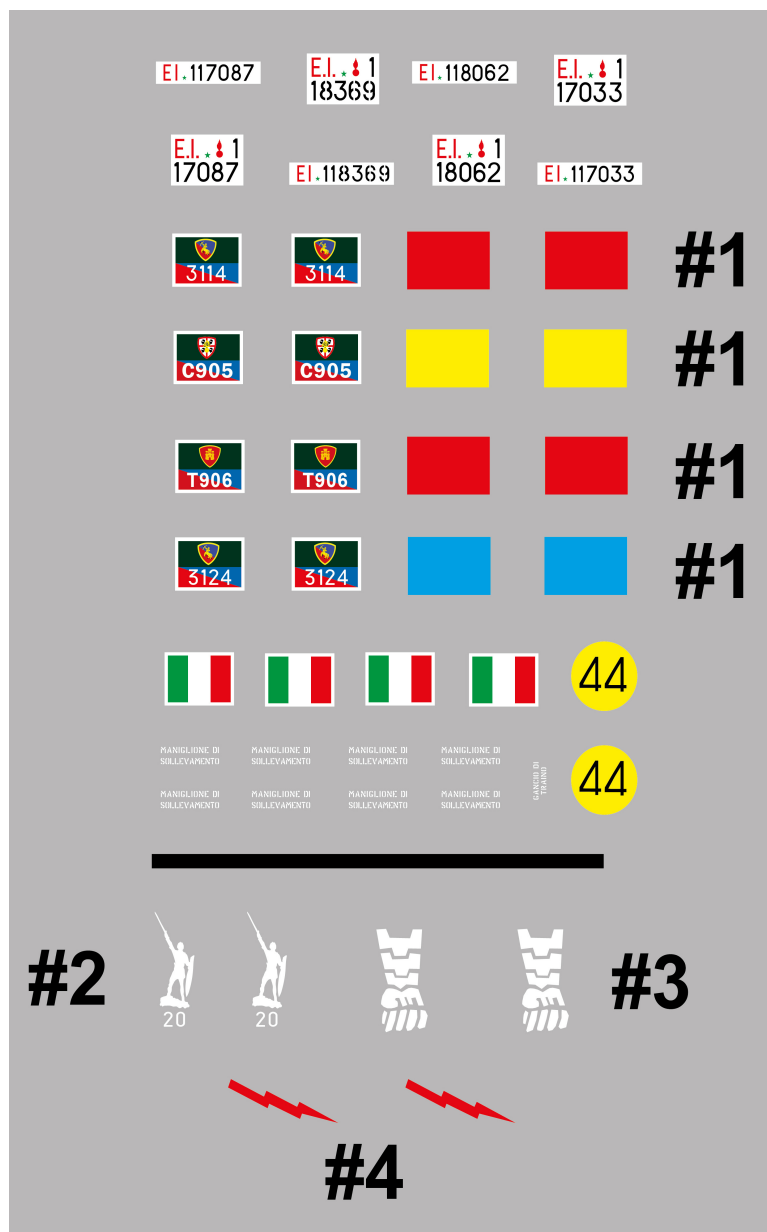 EI.117087
E.I. 1
18369
EI.118062
E.I. 1
17033
E.I. 1
17087
EI.118369
E.I. 1
18062
EI.117033
3114
3114
#1
C905
C905
#1
T906
T906
#1
3124
3124
#1
44
MANIGLIONE DI
SOLLEVAMENTO
MANIGLIONE DI
SOLLEVAMENTO
MANIGLIONE DI
SOLLEVAMENTO
MANIGLIONE DI
SOLLEVAMENTO
MANIGLIONE DI
SOLLEVAMENTO
MANIGLIONE DI
SOLLEVAMENTO
MANIGLIONE DI
SOLLEVAMENTO
MANIGLIONE DI
SOLLEVAMENTO
GANCIO DI
TRAINO
44
#2
20
20
#3
#4